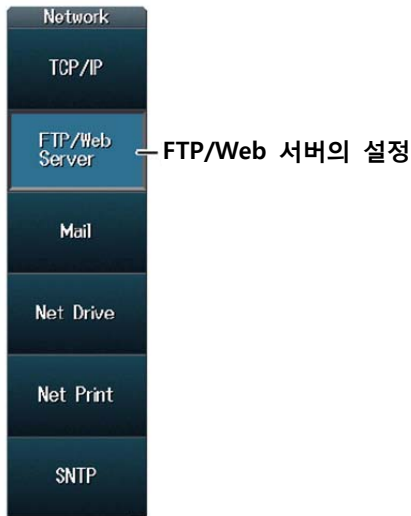 Network
TCP/IP
FTP/Web
Server
FTP/Web 서버의 설정
Mail
Net Drive
Net Print
SNTP